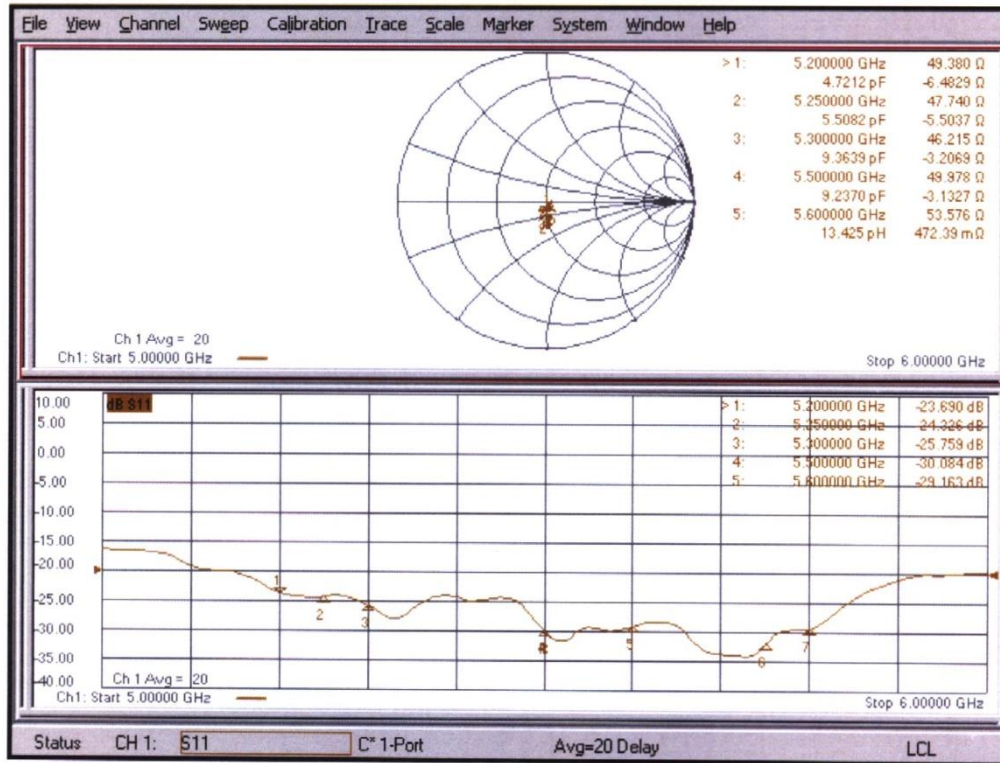 File View Channel Sweep Calibration Trace Scale Marker System Window Help
> 1: 5.200000 GHz 49.380 Ω
4.7212 pF -6.4829 Ω
2: 5.250000 GHz 47.740 Ω
5.5082 pF -5.5037 Ω
3: 5.300000 GHz 46.215 Ω
9.3639 pF -3.2069 Ω
4: 5.500000 GHz 49.978 Ω
9.2370 pF -3.1327 Ω
5: 5.600000 GHz 53.576 Ω
13.425 pH 472.39 mΩ
Ch 1 Avg = 20
Ch1: Start 5.00000 GHz
Stop 6.00000 GHz
10.00
5.00
0.00
-5.00
-10.00
-15.00
-20.00
-25.00
-30.00
-35.00
-40.00
dB S11
> 1: 5.200000 GHz -23.690 dB
2: 5.250000 GHz -24.326 dB
3: 5.300000 GHz -25.759 dB
4: 5.500000 GHz -30.084 dB
5: 5.600000 GHz -29.163 dB
1
2
3
5
6
7
Ch 1 Avg = 20
Ch1: Start 5.00000 GHz
Stop 6.00000 GHz
Status CH 1: S11 C* 1-Port Avg=20 Delay LCL